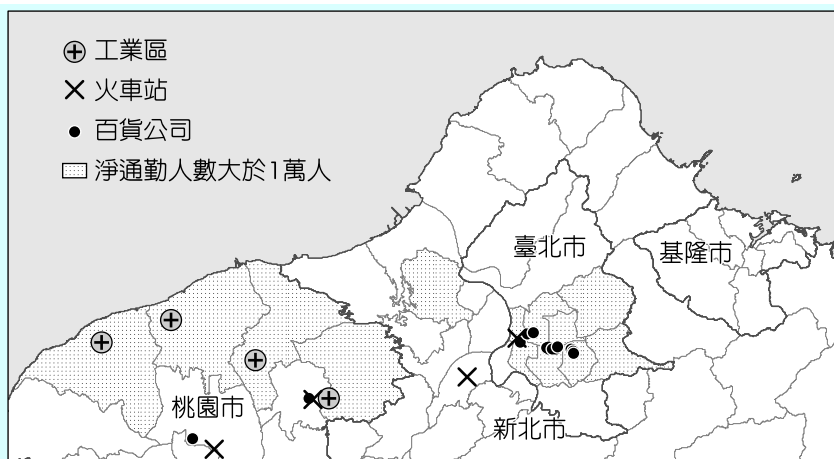 工業區
火車站
百貨公司
淨通勤人數大於1萬人
臺北市
基隆市
桃園市
新北市